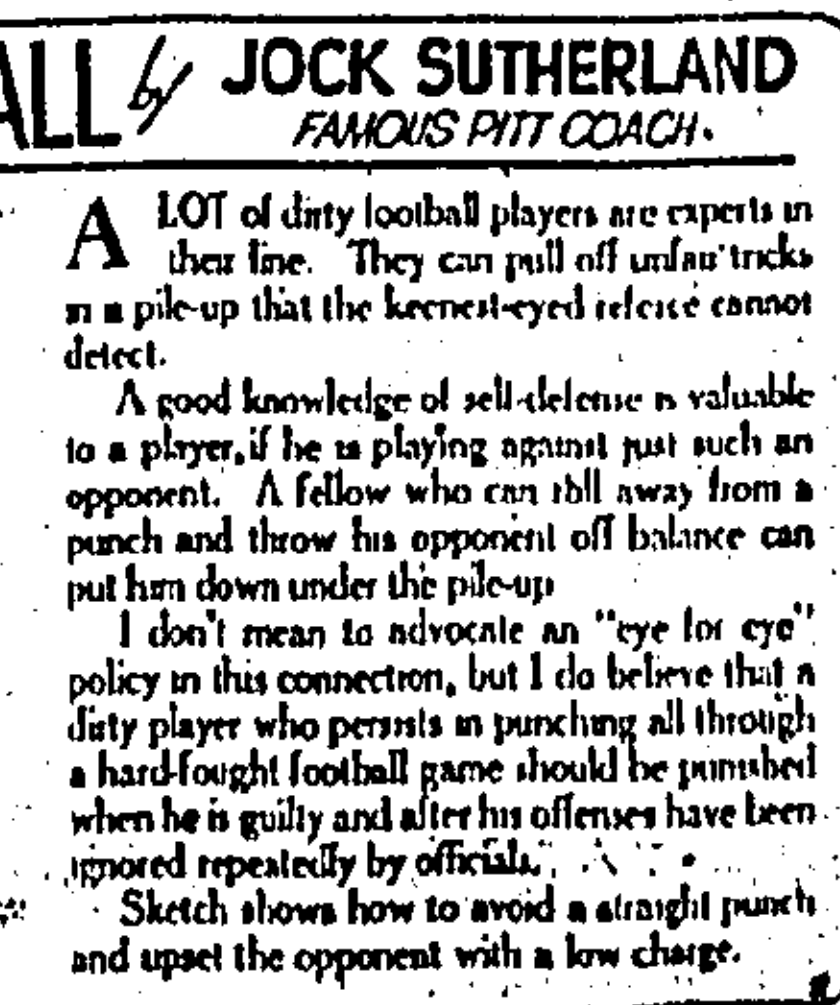 ALL by JOCK SUTHERLAND
FAMOUS PITT COACH.
A LOT of dirty football players are experts in
their line. They can pull off unfair tricks
in a pile-up that the keenest-eyed referee cannot
detect.
A good knowledge of self-defense is valuable
to a player, if he is playing against just such an
opponent. A fellow who can roll away from a
punch and throw his opponent off balance can
put him down under the pile-up
I don't mean to advocate an "eye for eye"
policy in this connection, but I do believe that a
dirty player who persists in punching all through
a hard-fought football game should be punished
when he is guilty and after his offenses have been
ignored repeatedly by officials.
Sketch shows how to avoid a straight punch
and upset the opponent with a low charge.